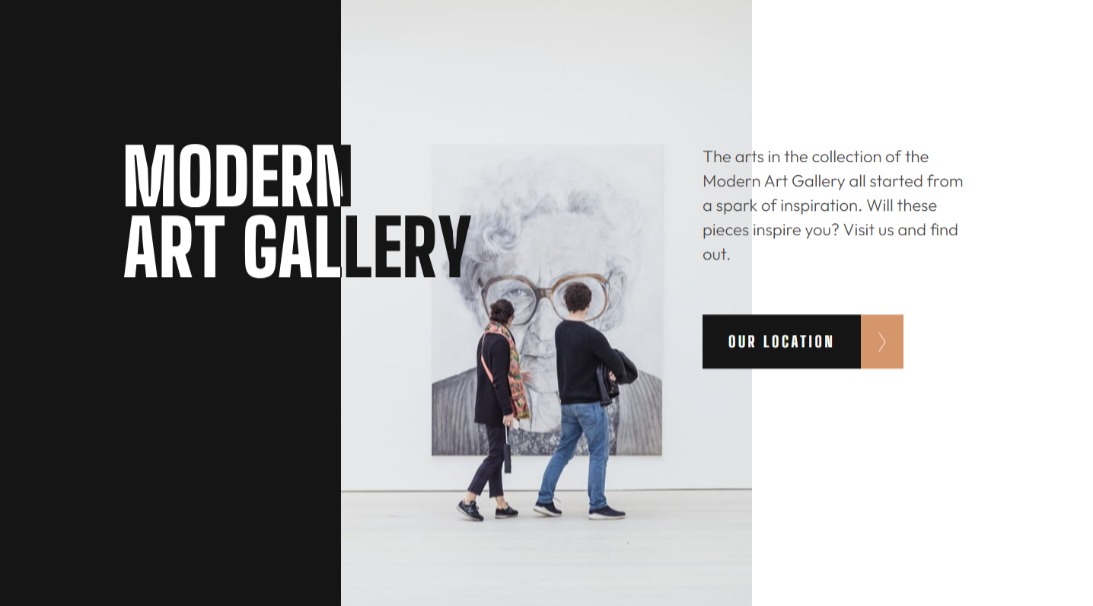 MODERN
ART GALLERY
The arts in the collection of the
Modern Art Gallery all started from
a spark of inspiration. Will these
pieces inspire you? Visit us and find
out.
OUR LOCATION